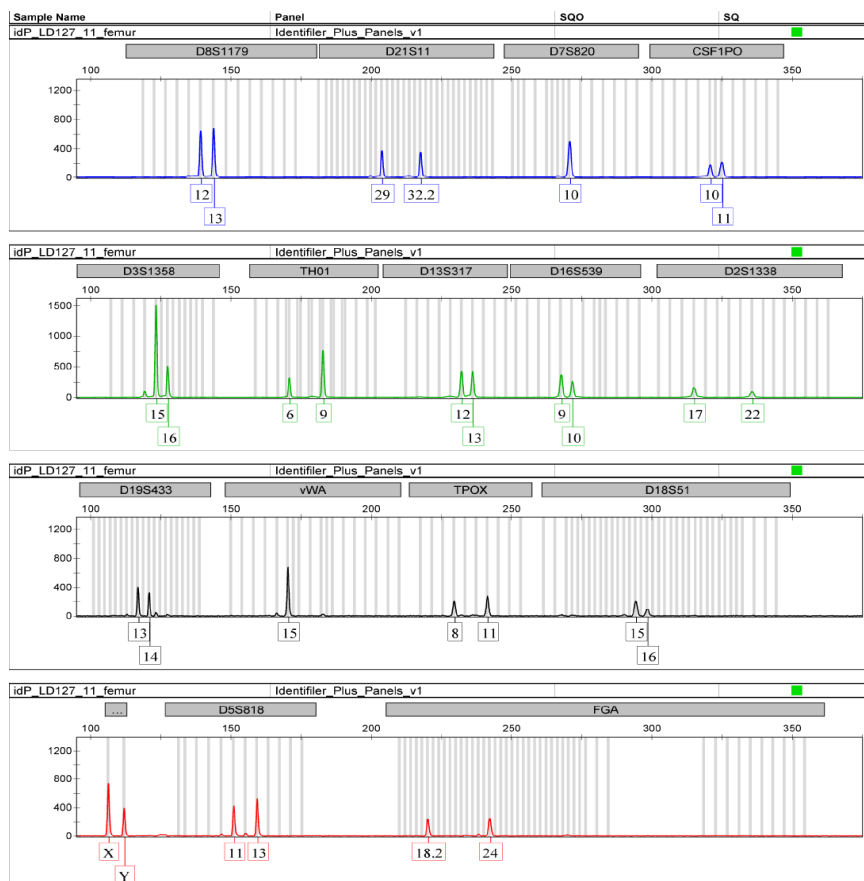 Sample Name Panel SQO SQ
idP_LD127_11_femur Identifiler_Plus_Panels_v1
D8S1179 D21S11 D7S820 CSF1PO
100 150 200 250 300 350
1200
800
400
0
12 29 32.2 10 10
13 11
idP_LD127_11_femur Identifiler_Plus_Panels_v1
D3S1358 TH01 D13S317 D16S539 D2S1338
100 150 200 250 300 350
1500
1000
500
0
15 6 9 12 9 17 22
16 13 10
idP_LD127_11_femur Identifiler_Plus_Panels_v1
D19S433 vWA TPOX D18S51
100 150 200 250 300 350
1200
800
400
0
13 15 8 11 15
14 16
idP_LD127_11_femur Identifiler_Plus_Panels_v1
... D5S818 FGA
100 150 200 250 300 350
1200
800
400
0
X 11 13 18.2 24
Y